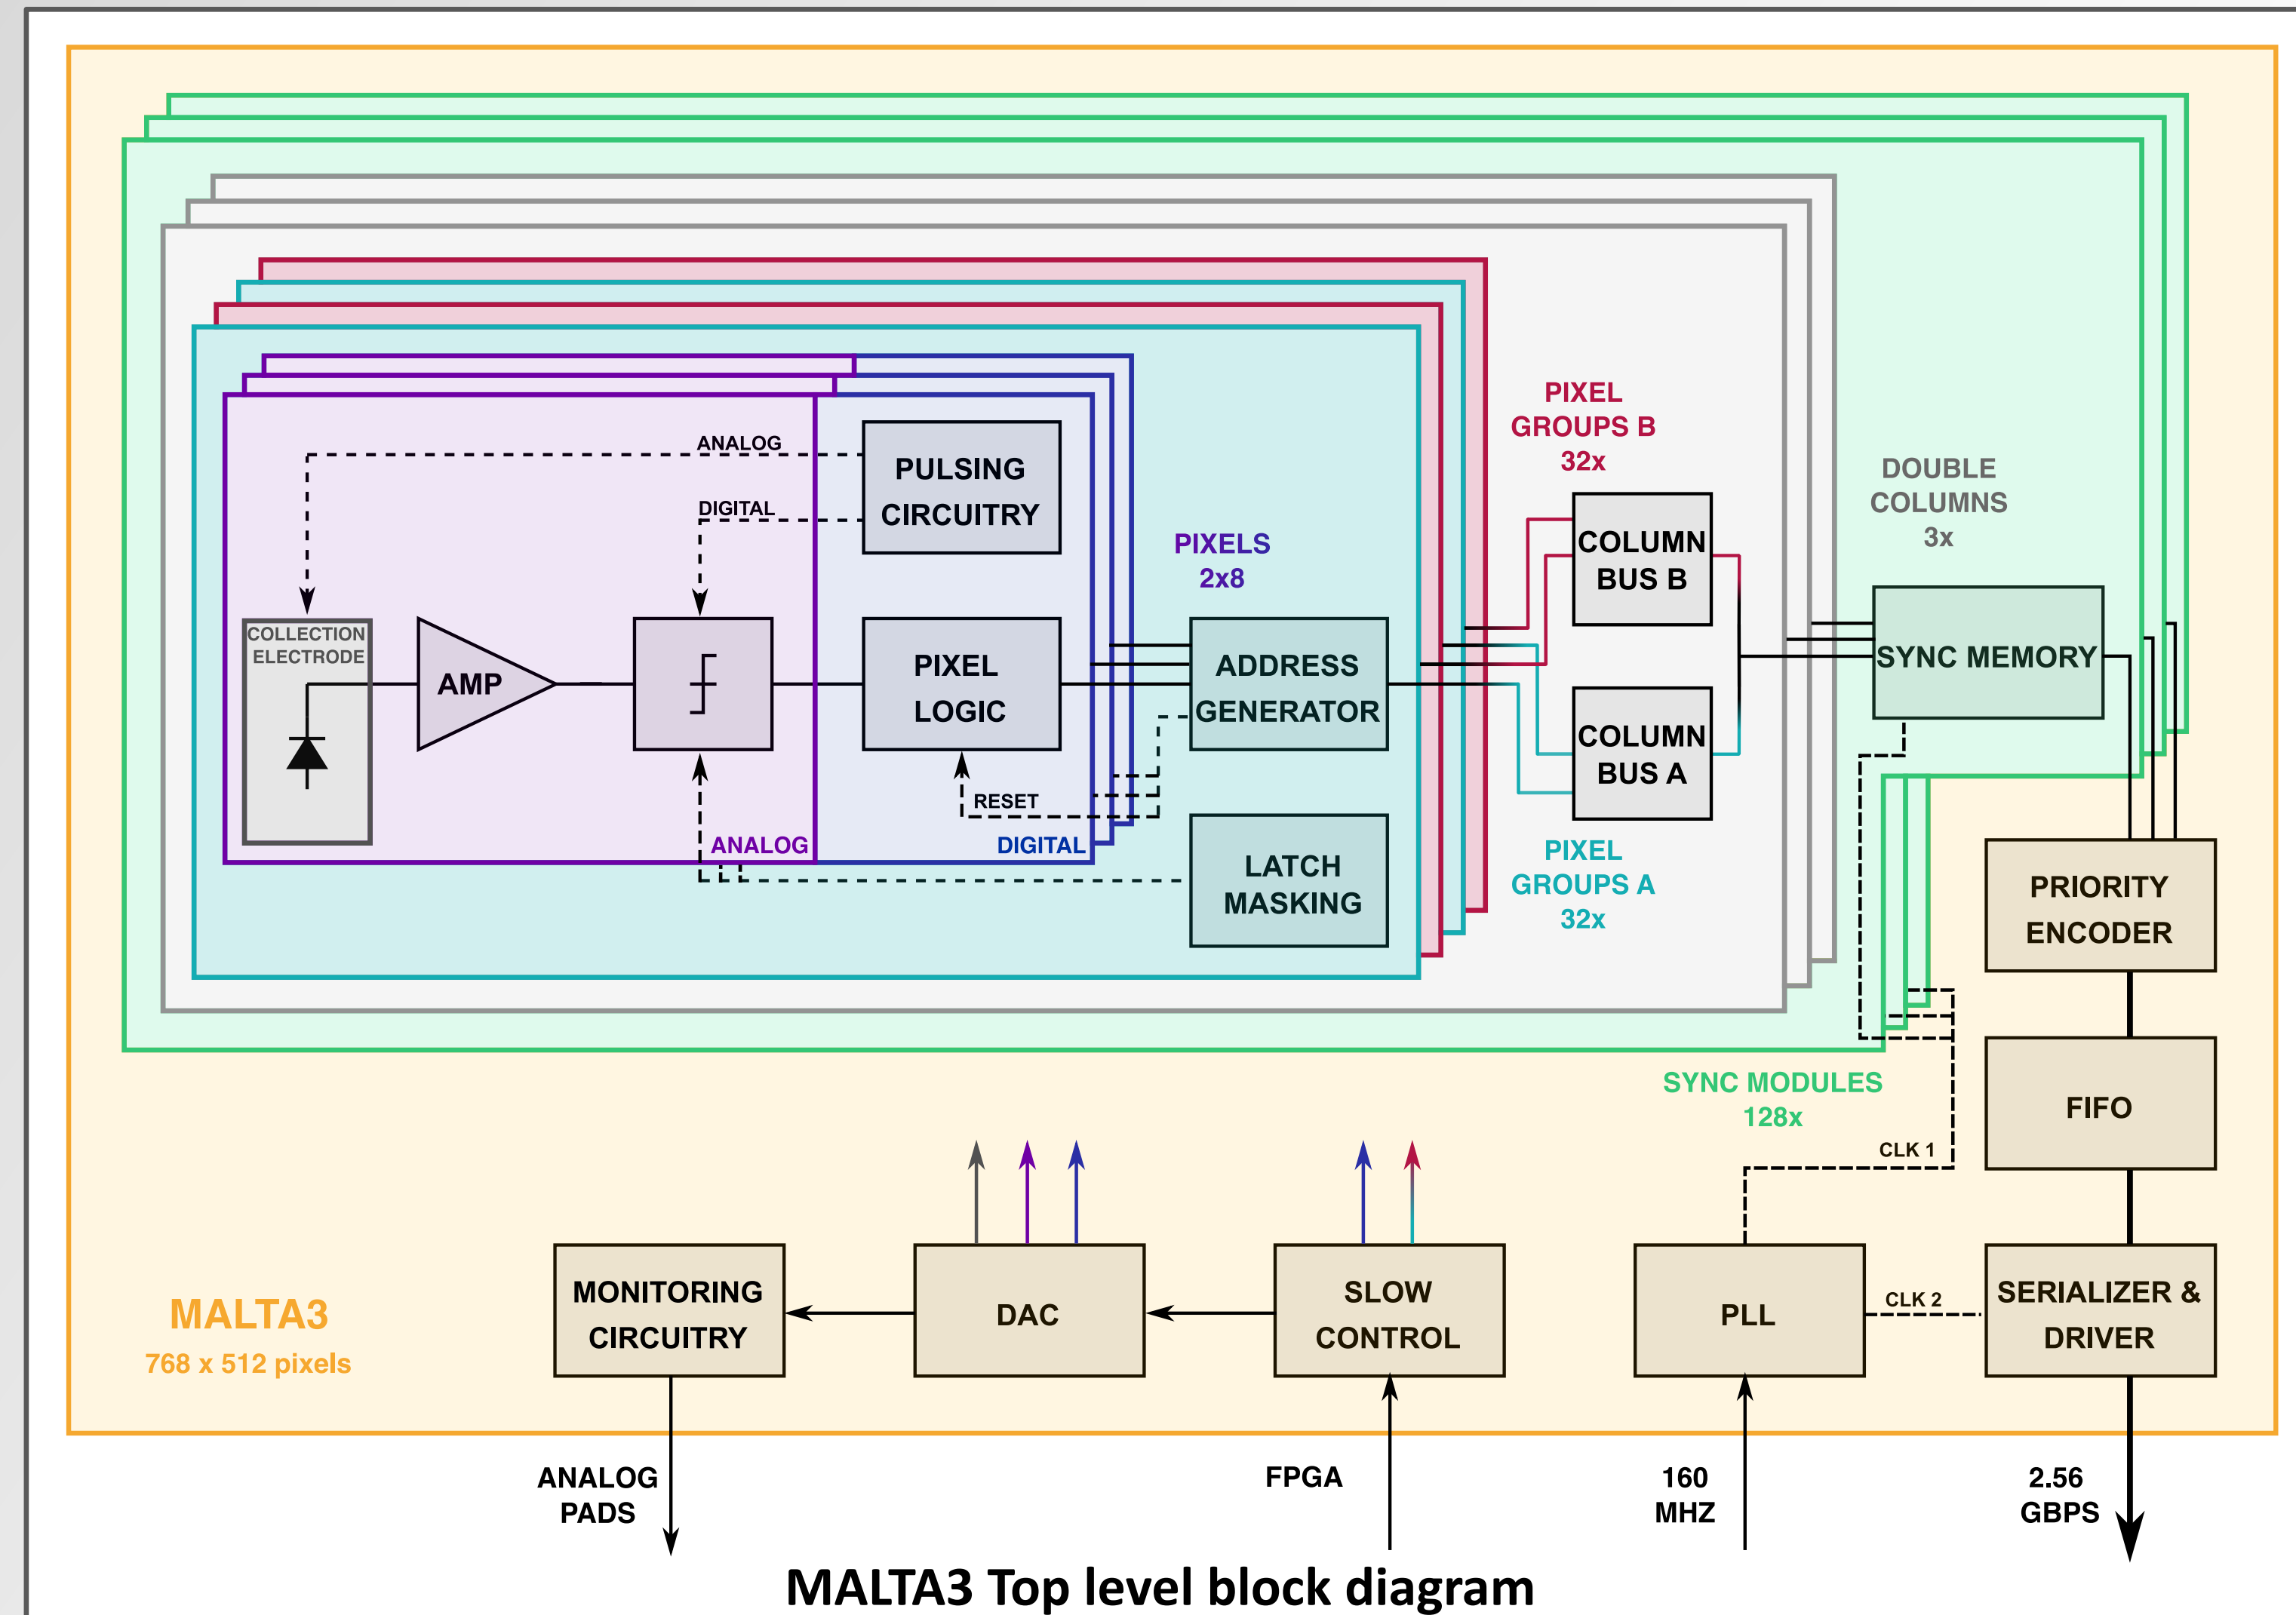 ANALOG
PULSING
CIRCUITRY
DIGITAL
COLLECTION
ELECTRODE
AMP
PIXEL
LOGIC
RESET
ANALOG
DIGITAL
PIXELS
2x8
ADDRESS
GENERATOR
LATCH
MASKING
PIXEL
GROUPS B
32x
COLUMN
BUS B
COLUMN
BUS A
PIXEL
GROUPS A
32x
DOUBLE
COLUMNS
3x
SYNC MEMORY
PRIORITY
ENCODER
FIFO
SYNC MODULES
128x
CLK 1
MALTA3
768 x 512 pixels
MONITORING
CIRCUITRY
DAC
SLOW
CONTROL
PLL
CLK 2
SERIALIZER &
DRIVER
ANALOG
PADS
FPGA
160
MHZ
2.56
GBPS
MALTA3 Top level block diagram